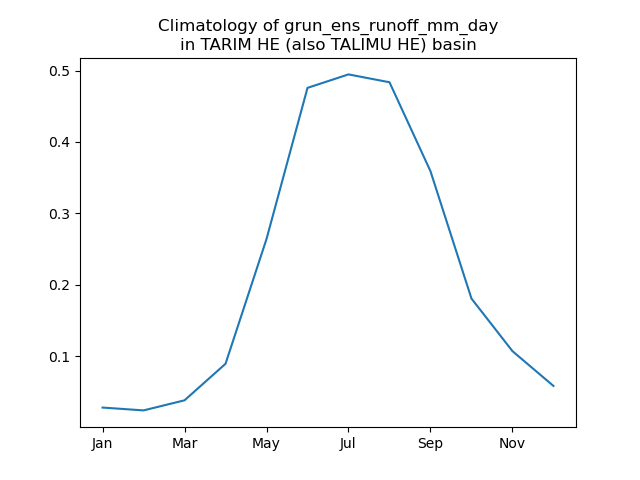 Climatology of grun_ens_runoff_mm_day
in TARIM HE (also TALIMU HE) basin
0.5
0.4
0.3
0.2
0.1
Jan Mar May Jul Sep Nov